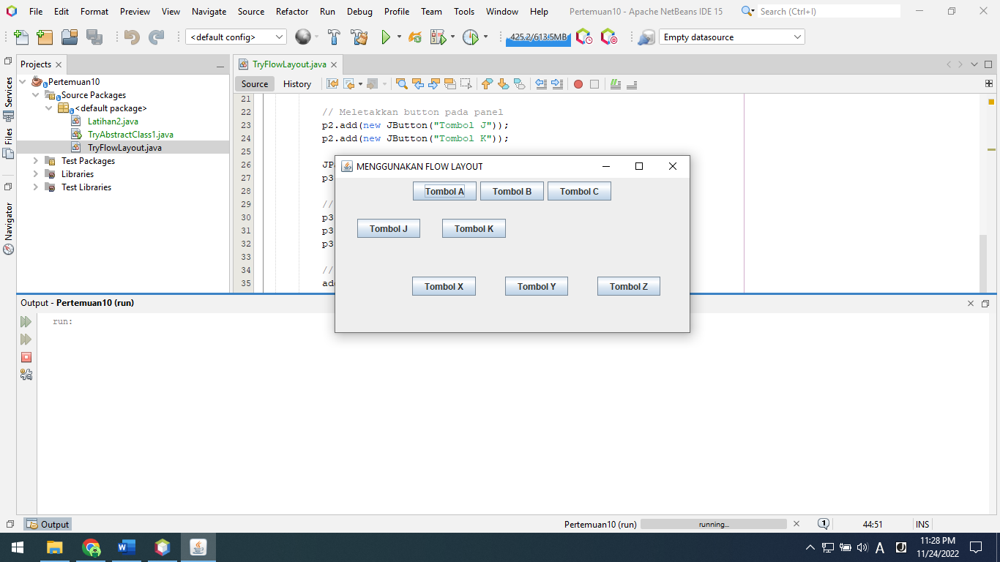 File Edit Format Preview View Navigate Source Refactor Run Debug Profile Team Tools Window Help Pertemuan10 - Apache NetBeans IDE 15 Search (Ctrl+I)
<default config> 425.2/613.5MB Empty datasource
Services
Files
Navigator
Projects
Pertemuan10
Source Packages
<default package>
Latihan2.java
TryAbstractClass1.java
TryFlowLayout.java
Test Packages
Libraries
Test Libraries
TryFlowLayout.java
Source History
21
22 // Meletakkan button pada panel
23 p2.add(new JButton("Tombol J"));
24 p2.add(new JButton("Tombol K"));
25
26 JP
27 p3
28
29 //
30 p3
31 p3
32 p3
33
34 //
35 add
MENGGUNAKAN FLOW LAYOUT
Tombol A Tombol B Tombol C
Tombol J Tombol K
Tombol X Tombol Y Tombol Z
Output - Pertemuan10 (run)
run:
Output Pertemuan10 (run) running... 1 44:51 INS
A 11:28 PM
11/24/2022